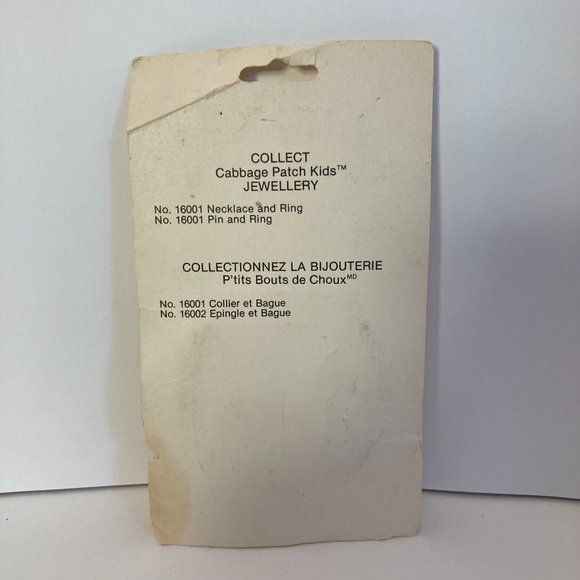 COLLECT
Cabbage Patch Kids™
JEWELLERY
No. 16001 Necklace and Ring
No. 16001 Pin and Ring
COLLECTIONNEZ LA BIJOUTERIE
P'tits Bouts de Choux MD
No. 16001 Collier et Bague
No. 16002 Epingle et Bague